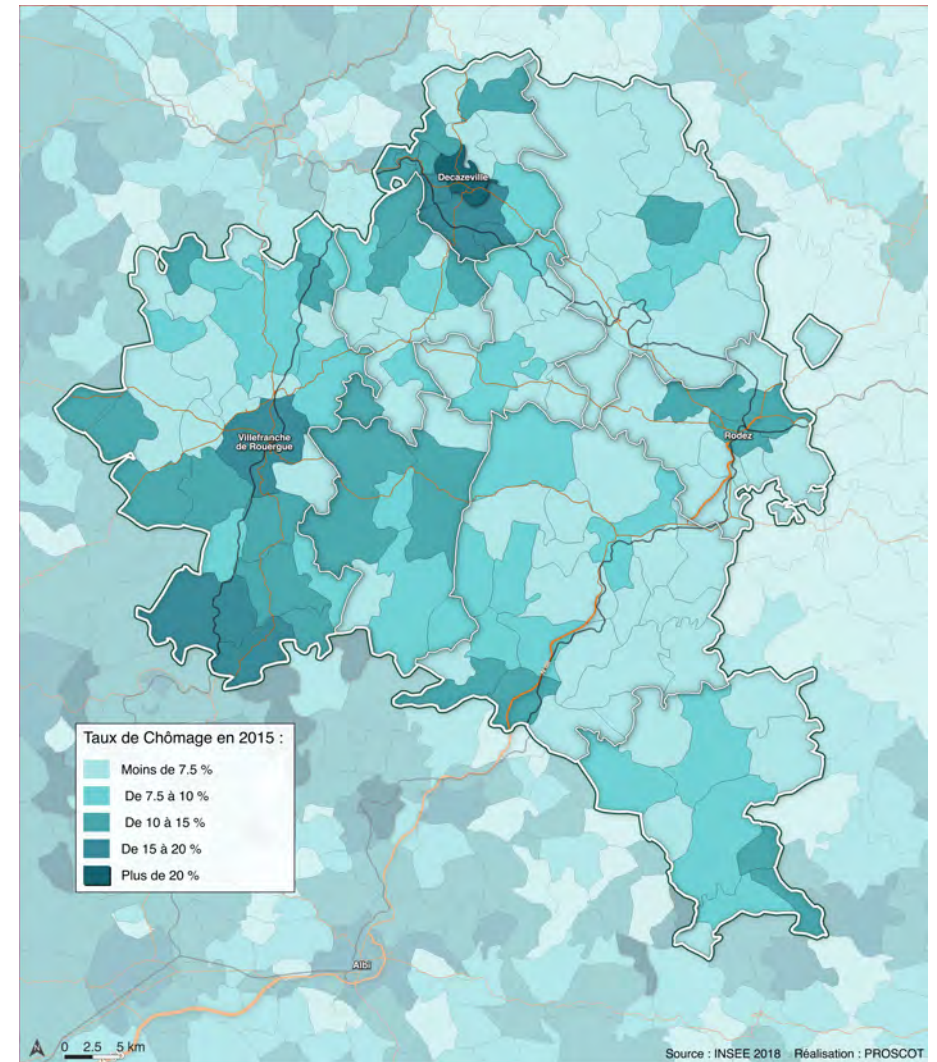 Decazeville
Villefranche
de Rouergue
Rodez
Taux de Chômage en 2015 :
Moins de 7.5 %
De 7.5 à 10 %
De 10 à 15 %
De 15 à 20 %
Plus de 20 %
Albi
N
0 2.5 5 km
Source : INSEE 2018 Réalisation : PROSCOT